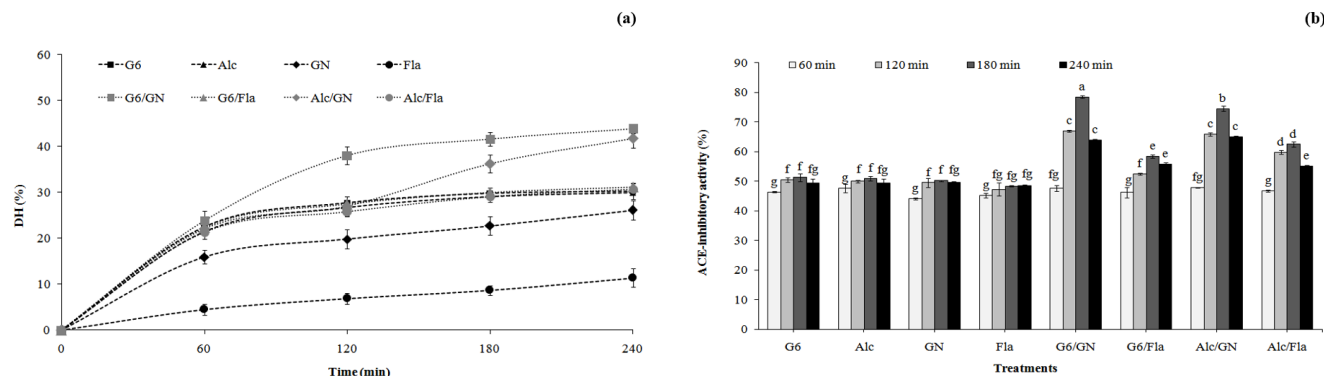 (a)
60
50
40
30
20
10
0
DH (%)
G6 Alc GN Fla
G6/GN G6/Fla Alc/GN Alc/Fla
0 60 120 180 240
Time (min)
(b)
60 min 120 min 180 min 240 min
90
80
70
60
50
40
30
20
10
0
ACE-inhibitory activity (%)
g f f fg
g f f fg
g fg fg fg
g fg fg fg
fg c a c
g f e e
fg c b c
g d d e
G6 Alc GN Fla G6/GN G6/Fla Alc/GN Alc/Fla
Treatments